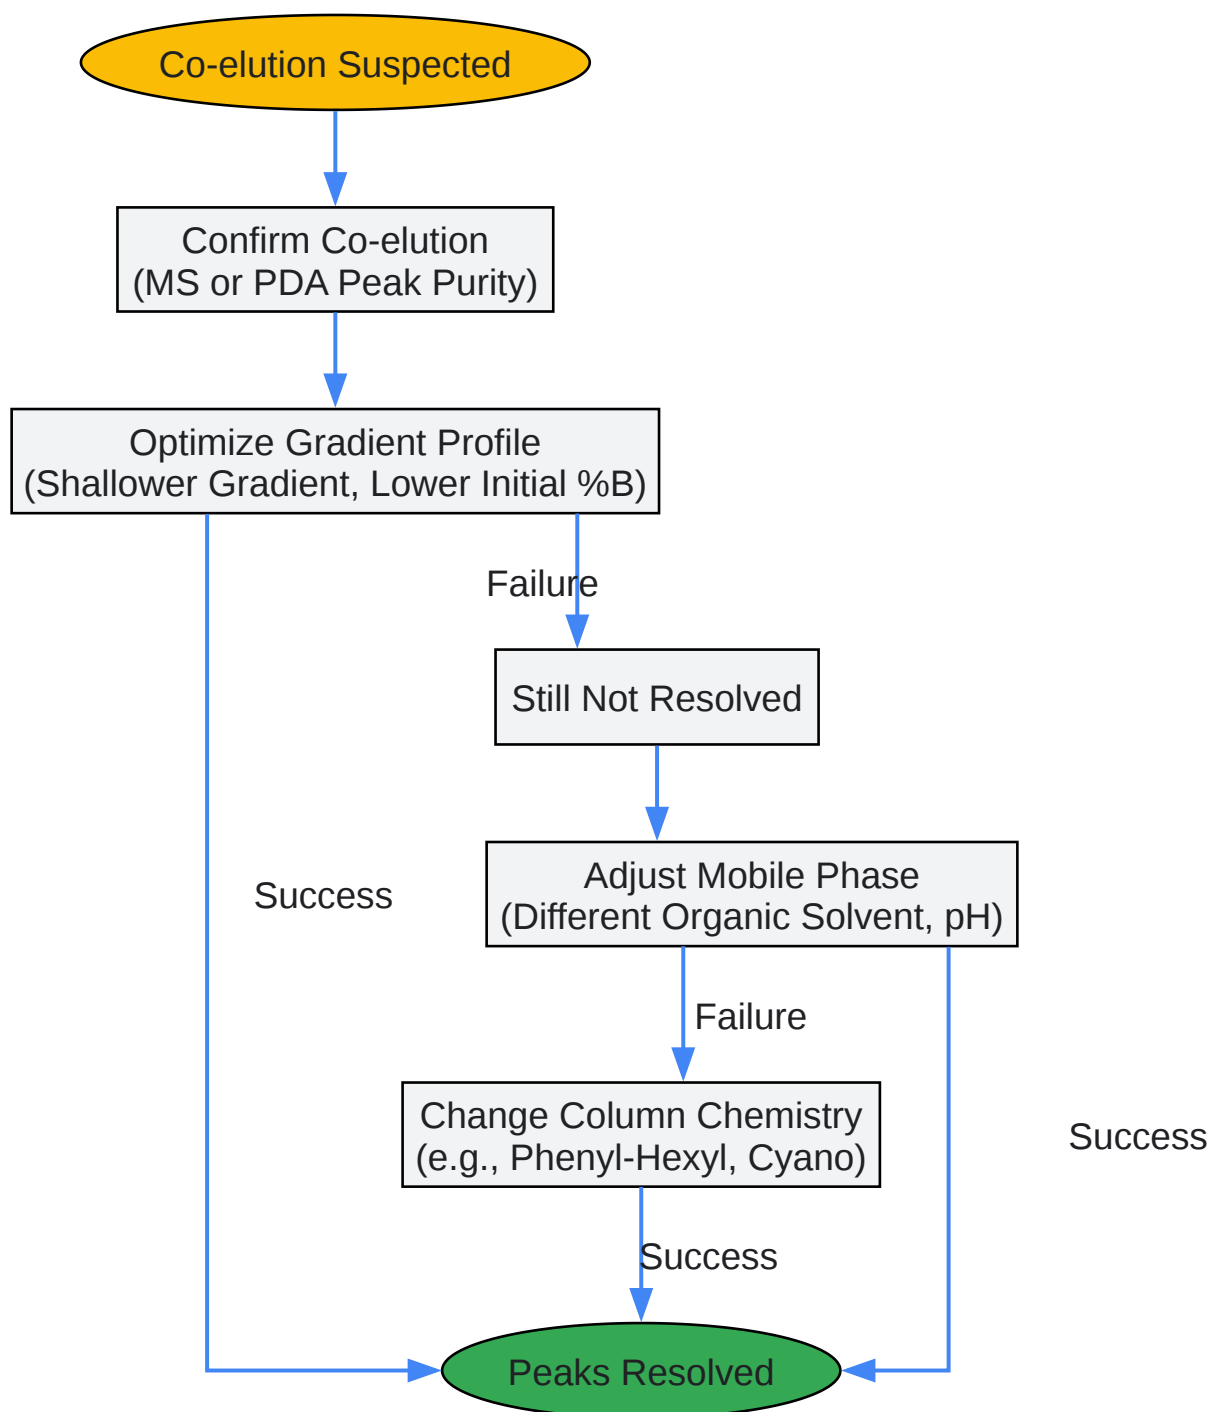 Co-elution Suspected
Confirm Co-elution
(MS or PDA Peak Purity)
Optimize Gradient Profile
(Shallower Gradient, Lower Initial %B)
Failure
Still Not Resolved
Success
Adjust Mobile Phase
(Different Organic Solvent, pH)
Failure
Change Column Chemistry
(e.g., Phenyl-Hexyl, Cyano)
Success
Success
Peaks Resolved